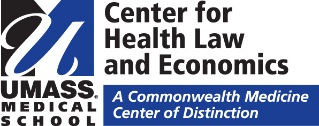 UMASS.
MEDICAL
SCHOOL
Center for
Health Law
and Economics
A Commonwealth Medicine
Center of Distinction